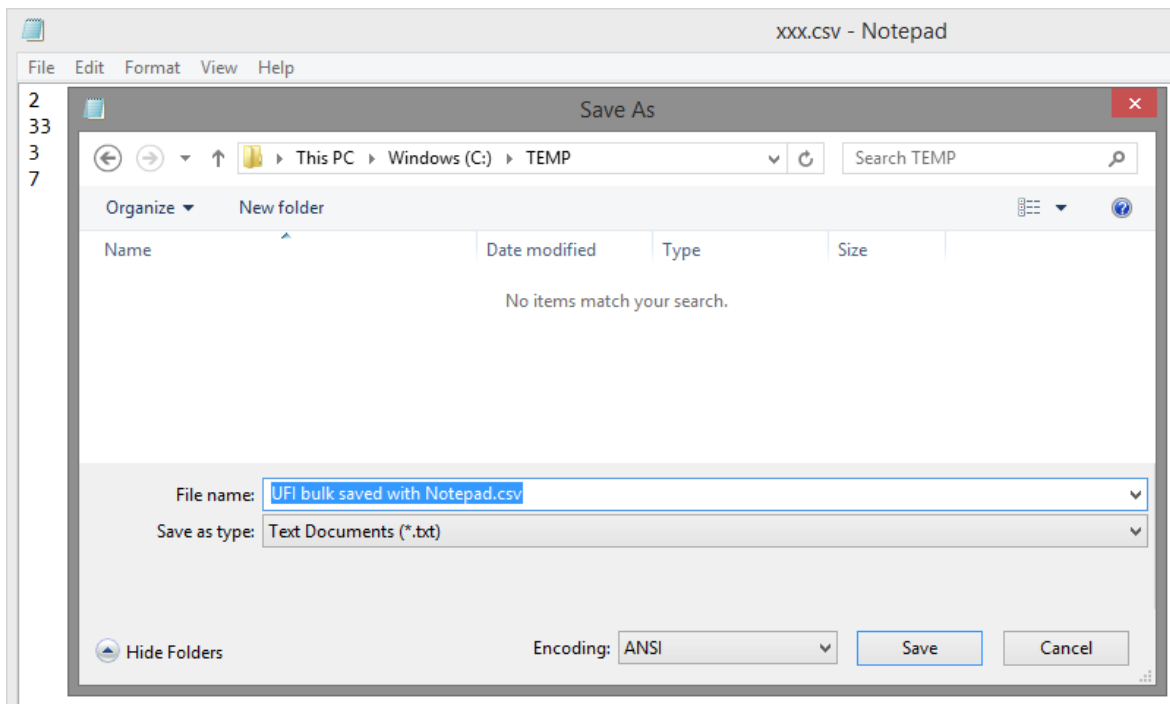 xxx.csv - Notepad
File Edit Format View Help
2
33
3
7
Save As
This PC Windows (C:) TEMP Search TEMP
Organize New folder
Name Date modified Type Size
No items match your search.
File name: UFI bulk saved with Notepad.csv
Save as type: Text Documents (*.txt)
Hide Folders Encoding: ANSI Save Cancel